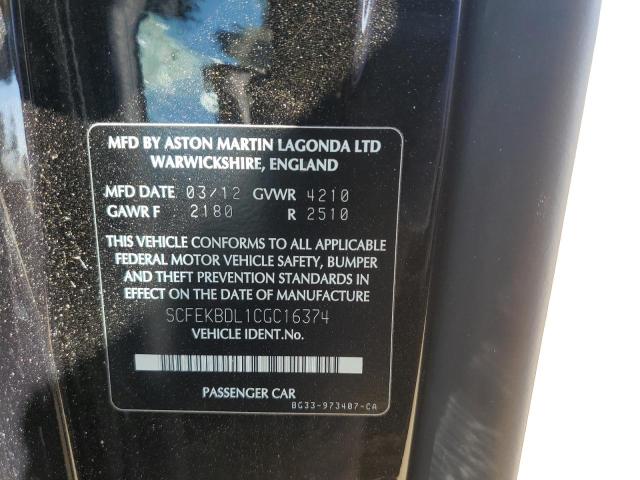 MFD BY ASTON MARTIN LAGONDA LTD
WARWICKSHIRE, ENGLAND
MFD DATE 03/12 GVWR 4210
GAWR F 2180 R 2510
THIS VEHICLE CONFORMS TO ALL APPLICABLE
FEDERAL MOTOR VEHICLE SAFETY, BUMPER
AND THEFT PREVENTION STANDARDS IN
EFFECT ON THE DATE OF MANUFACTURE
SCFEKBDL1CGC16374
VEHICLE IDENT.No.
PASSENGER CAR
BG33-973407-CA